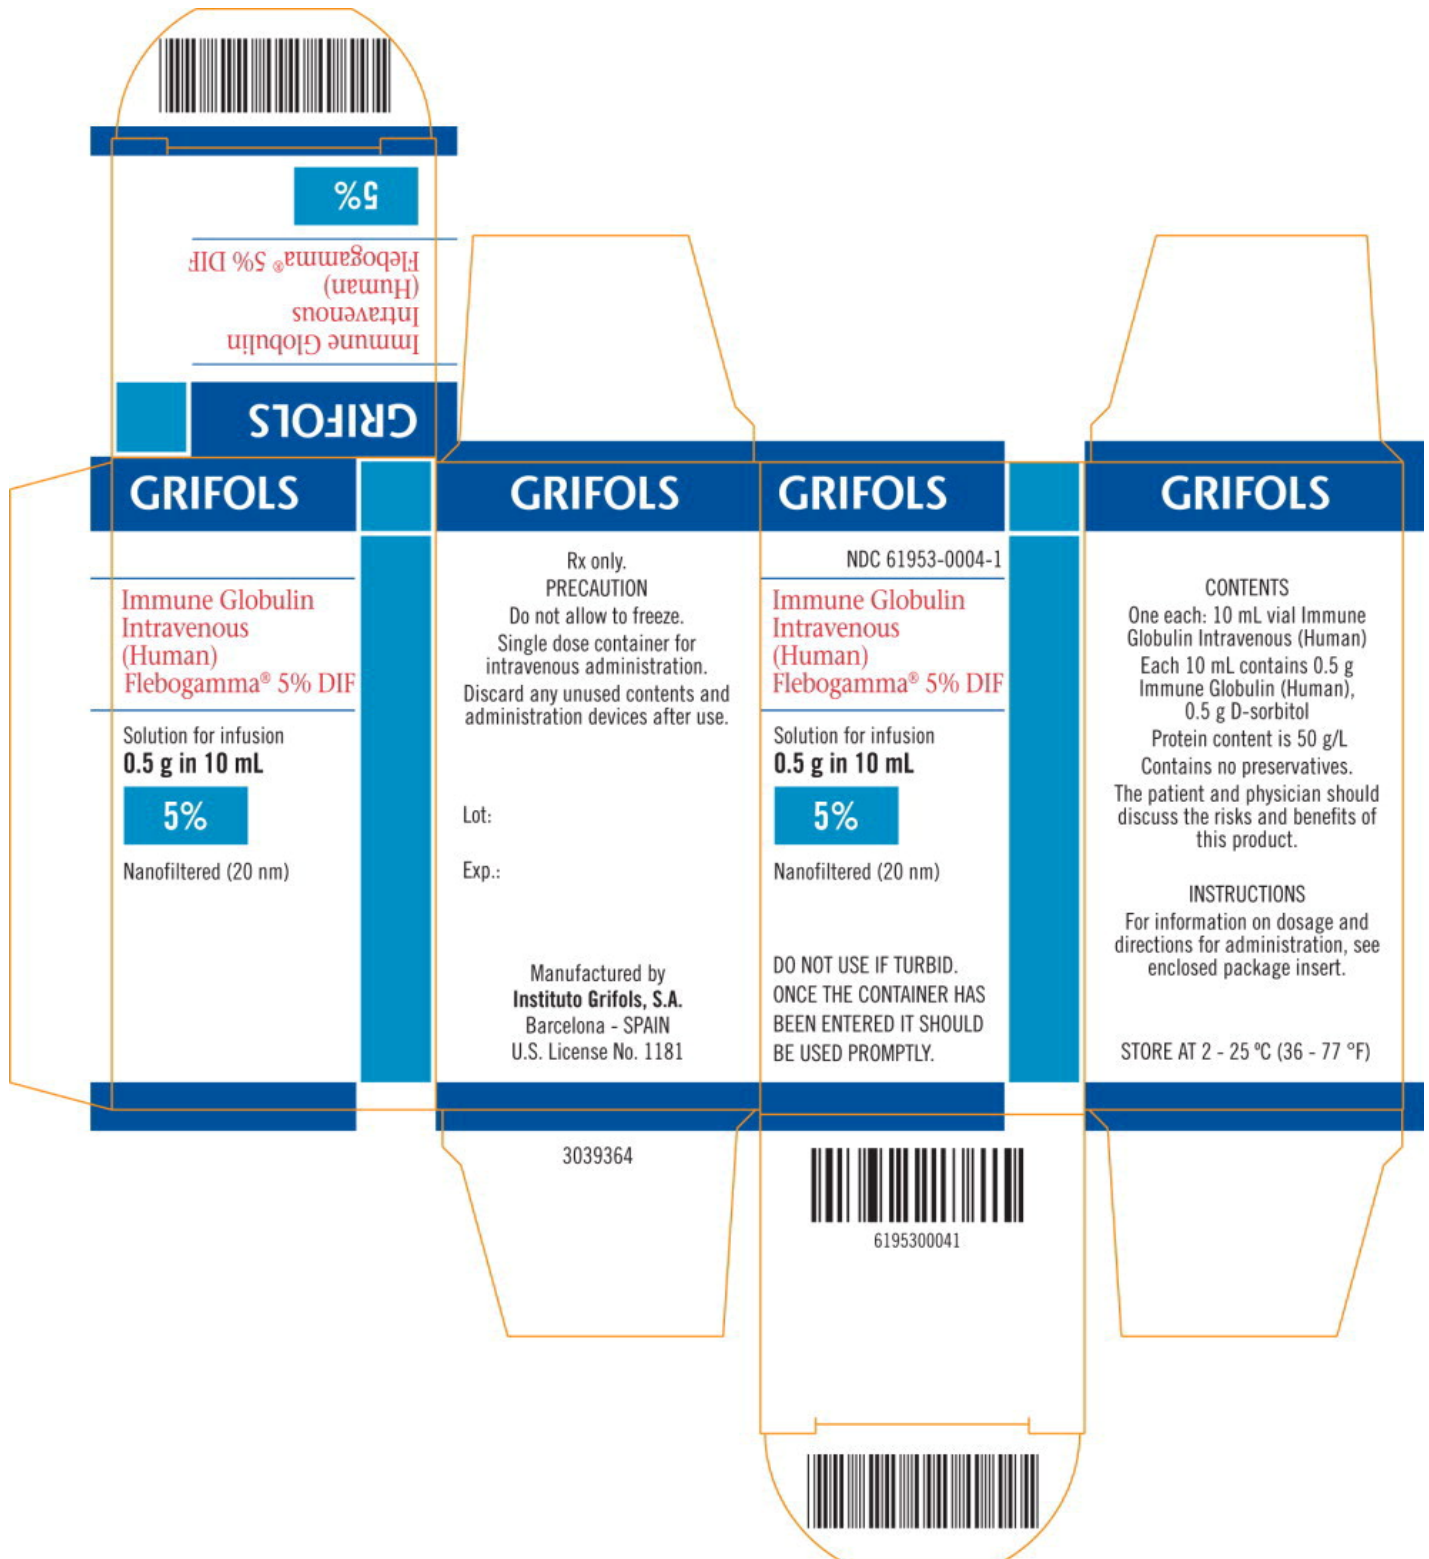 5%
Immune Globulin
Intravenous
(Human)
Flebogamma® 5% DIF
GRIFOLS
GRIFOLS
Immune Globulin
Intravenous
(Human)
Flebogamma® 5% DIF
Solution for infusion
0.5 g in 10 mL
5%
Nanofiltered (20 nm)
GRIFOLS
Rx only.
PRECAUTION
Do not allow to freeze.
Single dose container for
intravenous administration.
Discard any unused contents and
administration devices after use.
Lot:
Exp.:
Manufactured by
Instituto Grifols, S.A.
Barcelona - SPAIN
U.S. License No. 1181
3039364
GRIFOLS
NDC 61953-0004-1
Immune Globulin
Intravenous
(Human)
Flebogamma® 5% DIF
Solution for infusion
0.5 g in 10 mL
5%
Nanofiltered (20 nm)
DO NOT USE IF TURBID.
ONCE THE CONTAINER HAS
BEEN ENTERED IT SHOULD
BE USED PROMPTLY.
6195300041
GRIFOLS
CONTENTS
One each: 10 mL vial Immune
Globulin Intravenous (Human)
Each 10 mL contains 0.5 g
Immune Globulin (Human),
0.5 g D-sorbitol
Protein content is 50 g/L
Contains no preservatives.
The patient and physician should
discuss the risks and benefits of
this product.
INSTRUCTIONS
For information on dosage and
directions for administration, see
enclosed package insert.
STORE AT 2 - 25 ºC (36 - 77 °F)